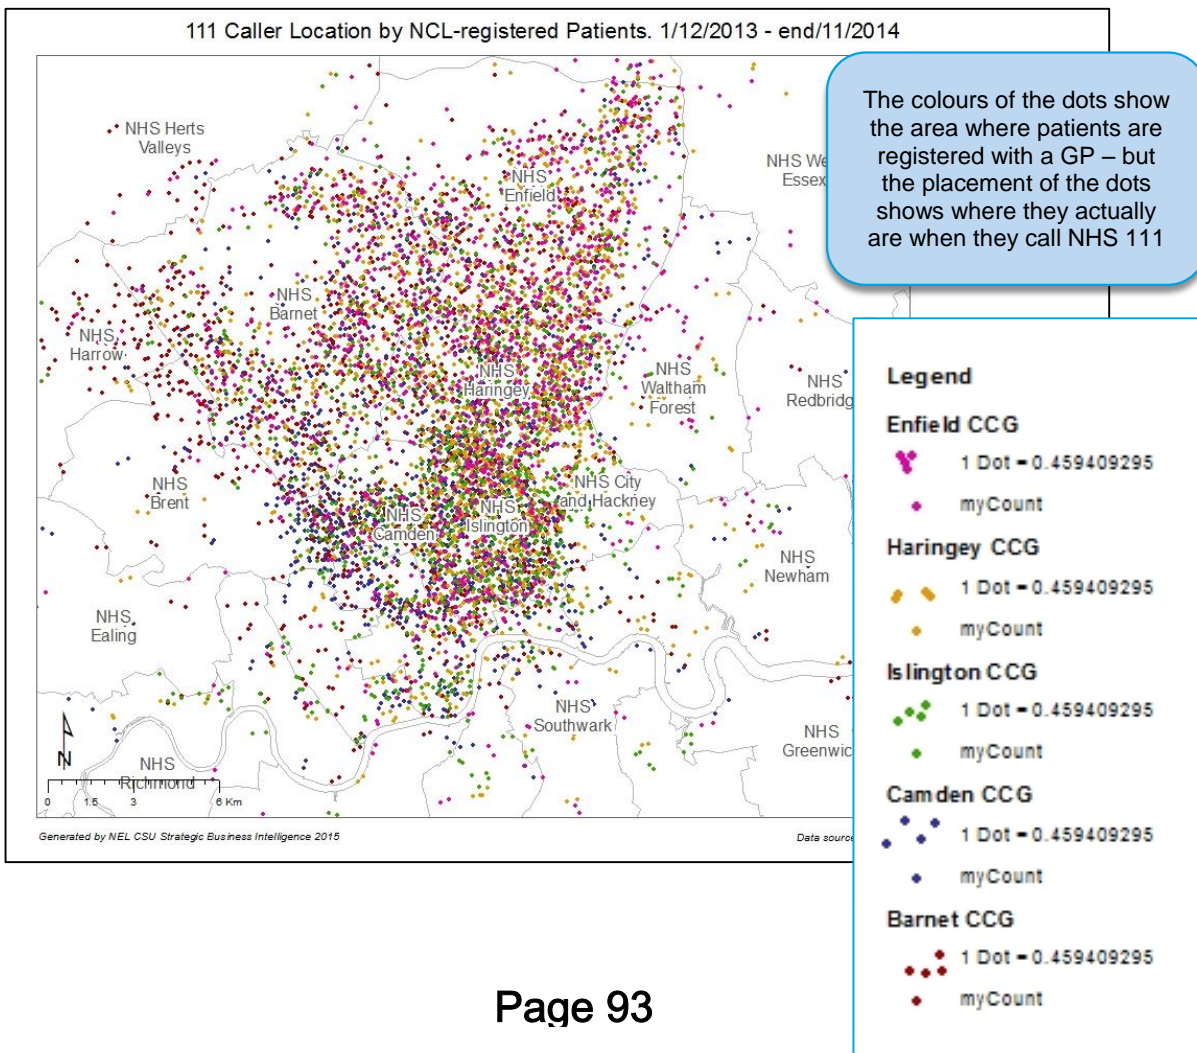 111 Caller Location by NCL-registered Patients. 1/12/2013 - end/11/2014
The colours of the dots show
the area where patients are
registered with a GP – but
the placement of the dots
shows where they actually
are when they call NHS 111
NHS Herts
Valleys
NHS We
Essex
NHS
Enfield
NHS
Barnet
NHS
Harrow
NHS
Haringey
NHS
Waltham
Forest
NHS
Redbridg
NHS
Brent
NHS
Camden
NHS
Islington
NHS City
and Hackney
NHS
Newham
NHS
Ealing
NHS
Southwark
NHS
Greenwic
NHS
Richmond
N
0 1.5 3 6 Km
Generated by NEL CSU Strategic Business Intelligence 2015
Data source
Legend
Enfield CCG
1 Dot = 0.459409295
myCount
Haringey CCG
1 Dot = 0.459409295
myCount
Islington CCG
1 Dot = 0.459409295
myCount
Camden CCG
1 Dot = 0.459409295
myCount
Barnet CCG
1 Dot = 0.459409295
myCount
Page 93